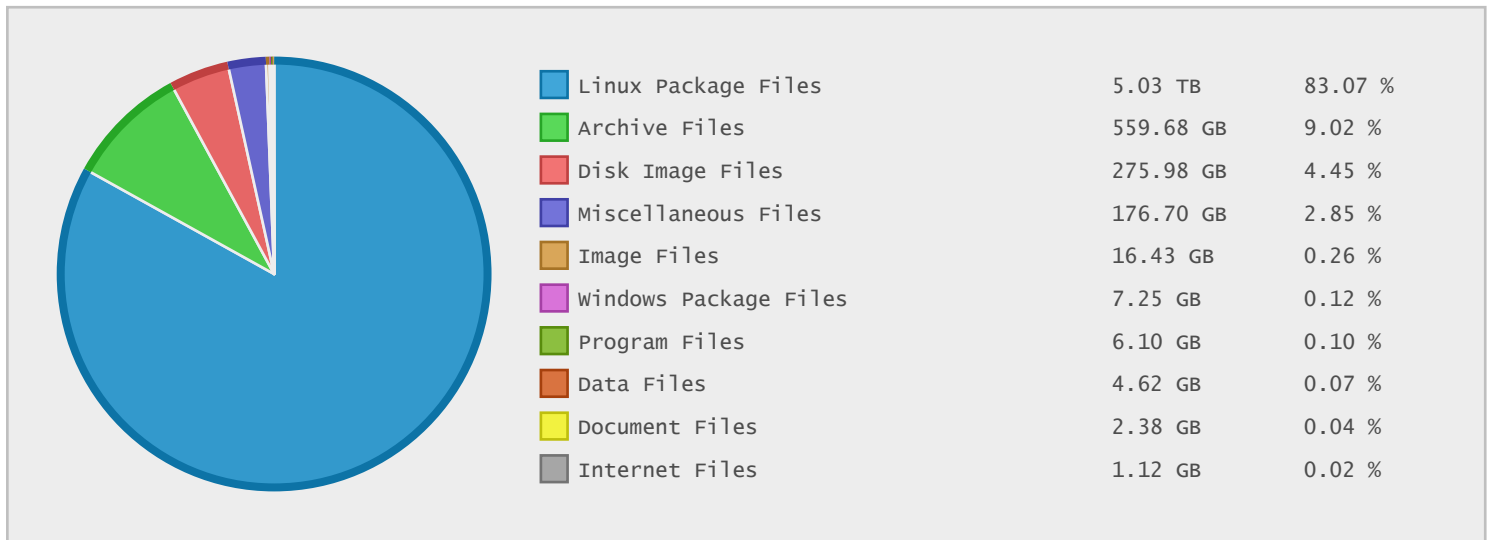 Linux Package Files 5.03 TB 83.07 %
Archive Files 559.68 GB 9.02 %
Disk Image Files 275.98 GB 4.45 %
Miscellaneous Files 176.70 GB 2.85 %
Image Files 16.43 GB 0.26 %
Windows Package Files 7.25 GB 0.12 %
Program Files 6.10 GB 0.10 %
Data Files 4.62 GB 0.07 %
Document Files 2.38 GB 0.04 %
Internet Files 1.12 GB 0.02 %